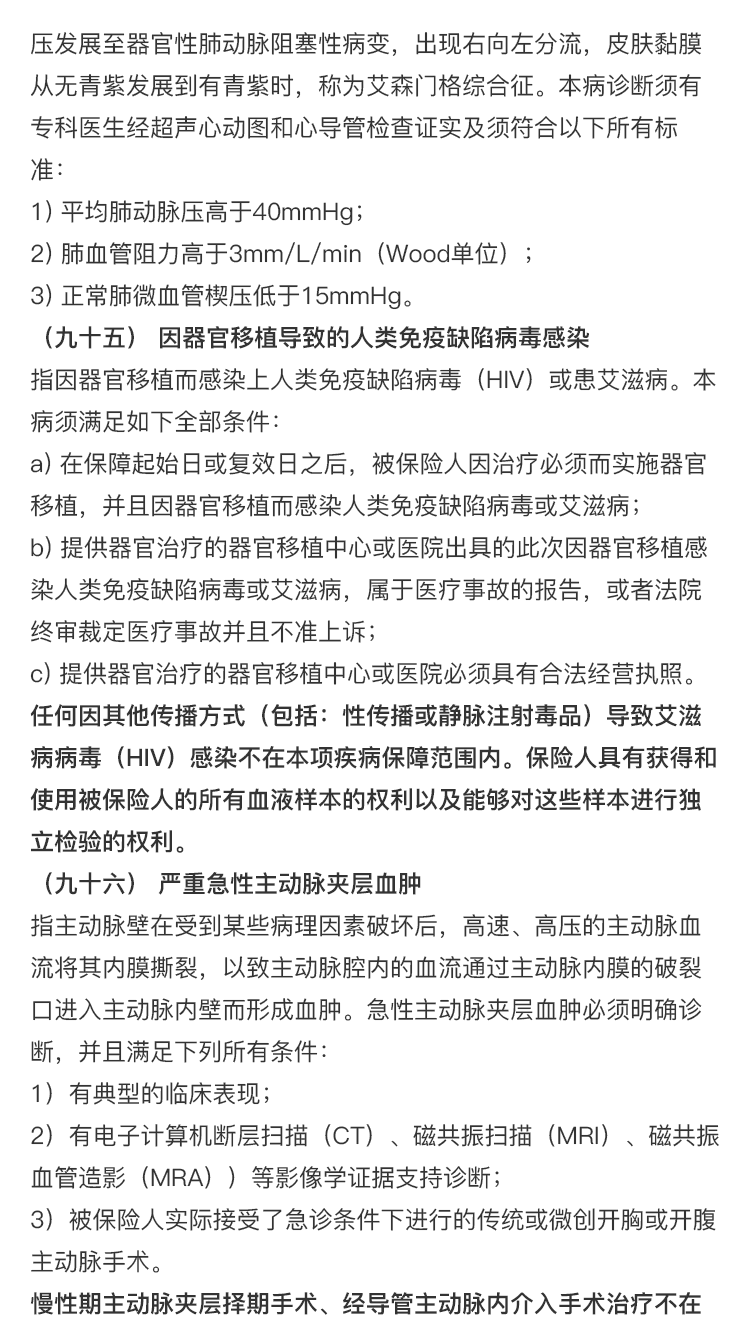 压发展至器官性肺动脉阻塞性病变，出现右向左分流，皮肤黏膜
从无青紫发展到有青紫时，称为艾森门格综合征。本病诊断须有
专科医生经超声心动图和心导管检查证实及须符合以下所有标
准：
1) 平均肺动脉压高于40mmHg；
2) 肺血管阻力高于3mm/L/min（Wood单位）；
3) 正常肺微血管楔压低于15mmHg。
（九十五） 因器官移植导致的人类免疫缺陷病毒感染
指因器官移植而感染上人类免疫缺陷病毒（HIV）或患艾滋病。本
病须满足如下全部条件：
a) 在保障起始日或复效日之后，被保险人因治疗必须而实施器官
移植，并且因器官移植而感染人类免疫缺陷病毒或艾滋病；
b) 提供器官治疗的器官移植中心或医院出具的此次因器官移植感
染人类免疫缺陷病毒或艾滋病，属于医疗事故的报告，或者法院
终审裁定医疗事故并且不准上诉；
c) 提供器官治疗的器官移植中心或医院必须具有合法经营执照。
任何因其他传播方式（包括：性传播或静脉注射毒品）导致艾滋
病病毒（HIV）感染不在本项疾病保障范围内。保险人具有获得和
使用被保险人的所有血液样本的权利以及能够对这些样本进行独
立检验的权利。
（九十六） 严重急性主动脉夹层血肿
指主动脉壁在受到某些病理因素破坏后，高速、高压的主动脉血
流将其内膜撕裂，以致主动脉腔内的血流通过主动脉内膜的破裂
口进入主动脉内壁而形成血肿。急性主动脉夹层血肿必须明确诊
断，并且满足下列所有条件：
1）有典型的临床表现；
2）有电子计算机断层扫描（CT）、磁共振扫描（MRI）、磁共振
血管造影（MRA））等影像学证据支持诊断；
3）被保险人实际接受了急诊条件下进行的传统或微创开胸或开腹
主动脉手术。
慢性期主动脉夹层择期手术、经导管主动脉内介入手术治疗不在